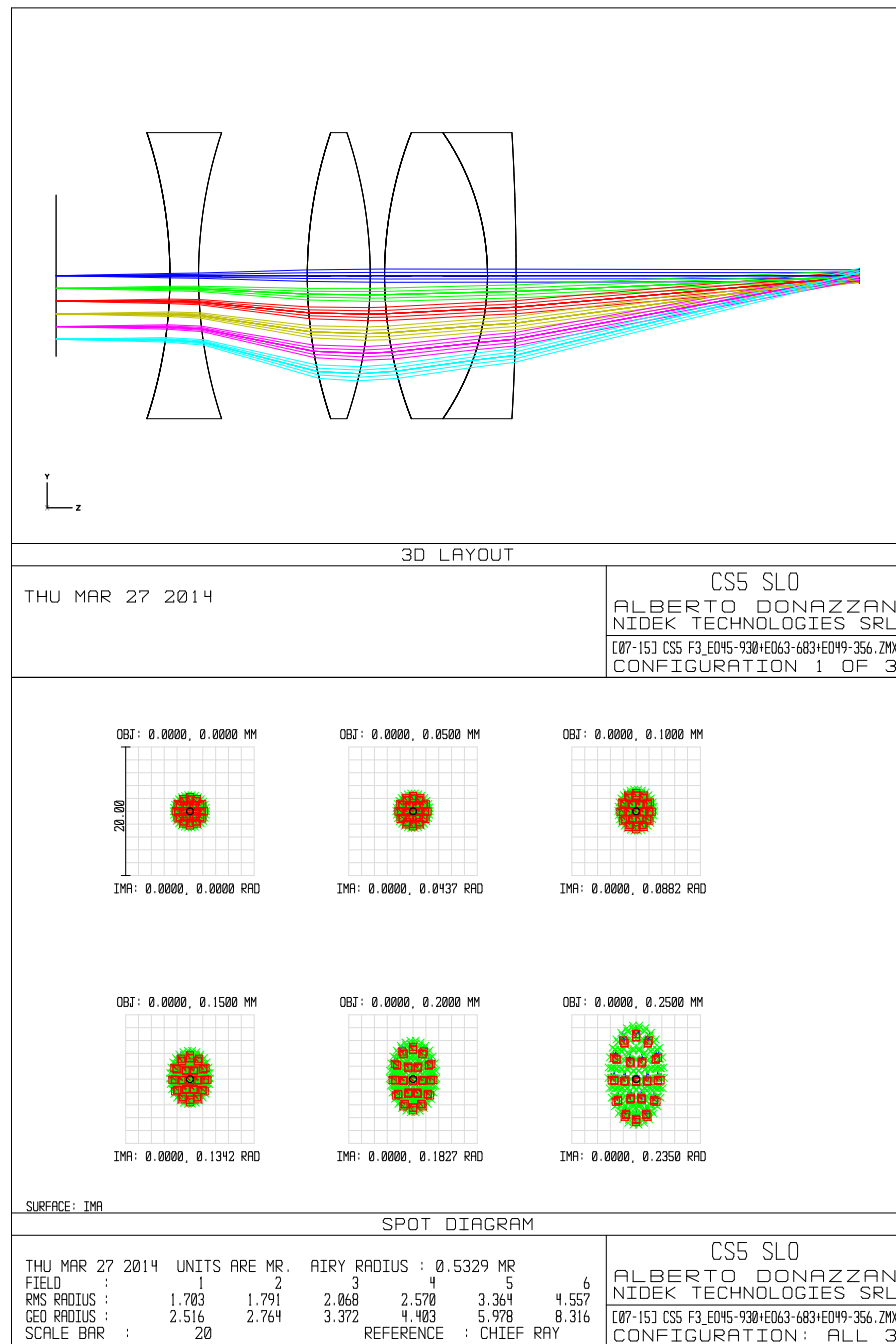 Y
Z
3D LAYOUT
THU MAR 27 2014
CS5 SLO
ALBERTO DONAZZAN
NIDEK TECHNOLOGIES SRL
[07-15] CS5 F3_EO45-930+EO63-683+EO49-356.ZMX
CONFIGURATION 1 OF 3
OBJ: 0.0000, 0.0000 MM
OBJ: 0.0000, 0.0500 MM
OBJ: 0.0000, 0.1000 MM
20.00
IMA: 0.0000, 0.0000 RAD
IMA: 0.0000, 0.0437 RAD
IMA: 0.0000, 0.0882 RAD
OBJ: 0.0000, 0.1500 MM
OBJ: 0.0000, 0.2000 MM
OBJ: 0.0000, 0.2500 MM
IMA: 0.0000, 0.1342 RAD
IMA: 0.0000, 0.1827 RAD
IMA: 0.0000, 0.2350 RAD
SURFACE: IMA
SPOT DIAGRAM
THU MAR 27 2014 UNITS ARE MR. AIRY RADIUS : 0.5329 MR
FIELD : 1 2 3 4 5 6
RMS RADIUS : 1.703 1.791 2.068 2.570 3.364 4.557
GEO RADIUS : 2.516 2.764 3.372 4.403 5.978 8.316
SCALE BAR : 20 REFERENCE : CHIEF RAY
CS5 SLO
ALBERTO DONAZZAN
NIDEK TECHNOLOGIES SRL
[07-15] CS5 F3_EO45-930+EO63-683+EO49-356.ZMX
CONFIGURATION: ALL 3